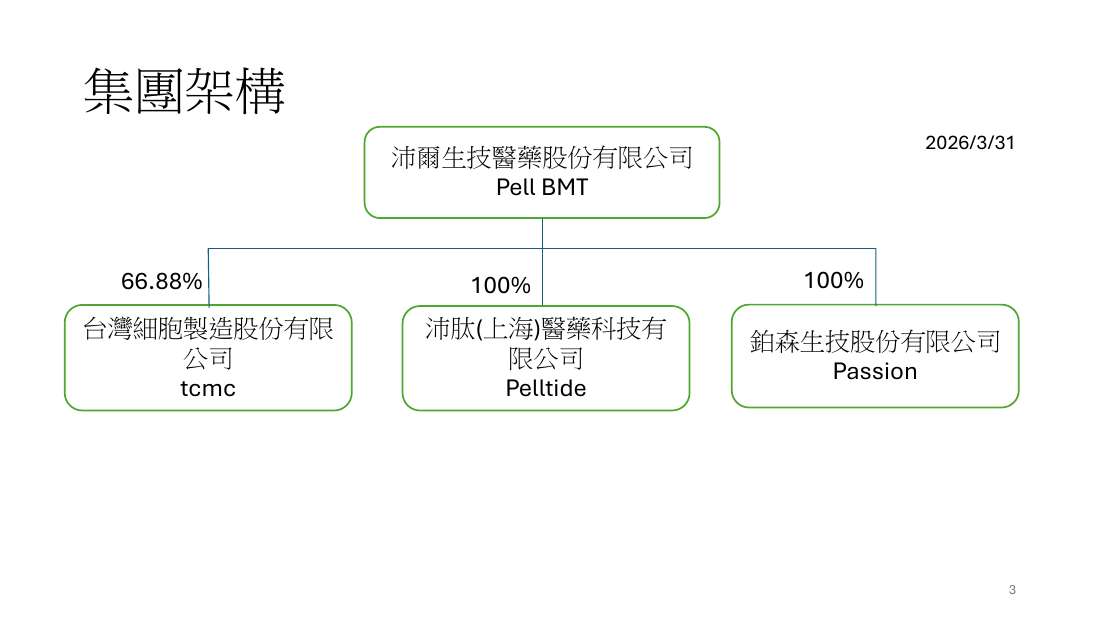 集團架構
2026/3/31
沛爾生技醫藥股份有限公司
Pell BMT
66.88%
100%
100%
台灣細胞製造股份有限
公司
tcmc
沛肽(上海)醫藥科技有
限公司
Pelltide
鉑森生技股份有限公司
Passion
3